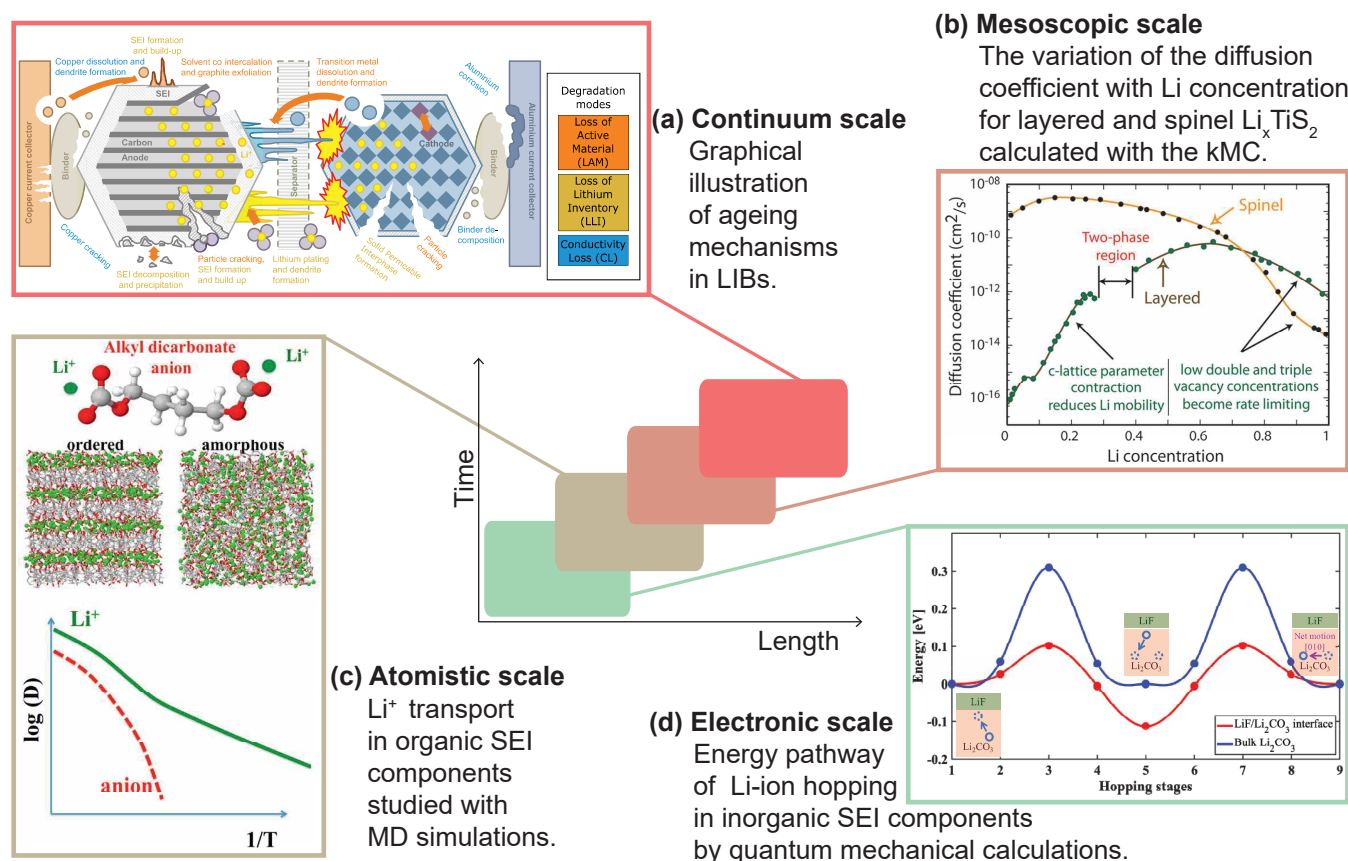 SEI formation
and build-up
Copper dissolution and
dendrite formation
Solvent co intercalation
and graphite exfoliation
Transition metal
dissolution and
dendrite formation
Aluminium
corrosion
SEI
Copper current collector
Binder
Carbon
Anode
Li+
Separator
Cathode
Binder
Aluminium current collector
Copper cracking
SEI decomposition
and precipitation
Particle cracking,
SEI formation
and build up
Lithium plating
and dendrite
formation
Solid Permeable
Interphase
formation
Particle
cracking
Binder de-
composition
Degradation
modes
Loss of
Active
Material
(LAM)
Loss of
Lithium
Inventory
(LLI)
Conductivity
Loss (CL)
(a) Continuum scale
Graphical
illustration
of ageing
mechanisms
in LIBs.
(b) Mesoscopic scale
The variation of the diffusion
coefficient with Li concentration
for layered and spinel LixTiS2
calculated with the kMC.
Diffusion coefficient (cm2/s)
10-08
10-10
10-12
10-14
10-16
Spinel
Two-phase
region
Layered
c-lattice parameter
contraction
reduces Li mobility
low double and triple
vacancy concentrations
become rate limiting
0 0.2 0.4 0.6 0.8 1
Li concentration
Alkyl dicarbonate
anion
Li+
Li+
ordered
amorphous
Li+
log (D)
anion
1/T
Time
Length
(c) Atomistic scale
Li+ transport
in organic SEI
components
studied with
MD simulations.
(d) Electronic scale
Energy pathway
of Li-ion hopping
in inorganic SEI components
by quantum mechanical calculations.
Energy [eV]
0.3
0.2
0.1
0
-0.1
-0.2
LiF
Li2CO3
LiF
Li2CO3
LiF
Net motion
[010]
Li2CO3
LiF/Li2CO3 interface
Bulk Li2CO3
1 2 3 4 5 6 7 8 9
Hopping stages